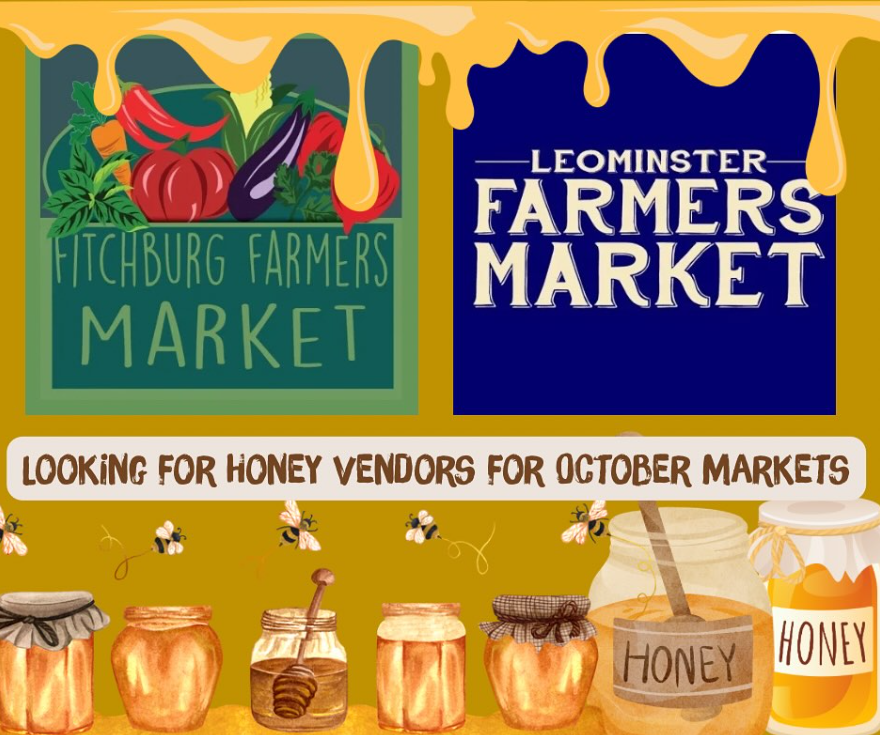 FITCHBURG FARMERS
MARKET
LEOMINSTER
FARMERS
MARKET
LOOKING FOR HONEY VENDORS FOR OCTOBER MARKETS
HONEY
HONEY